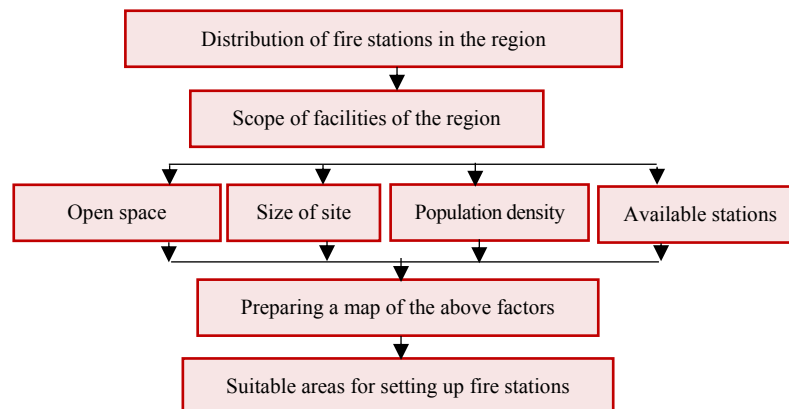 Distribution of fire stations in the region
Scope of facilities of the region
Open space
Size of site
Population density
Available stations
Preparing a map of the above factors
Suitable areas for setting up fire stations